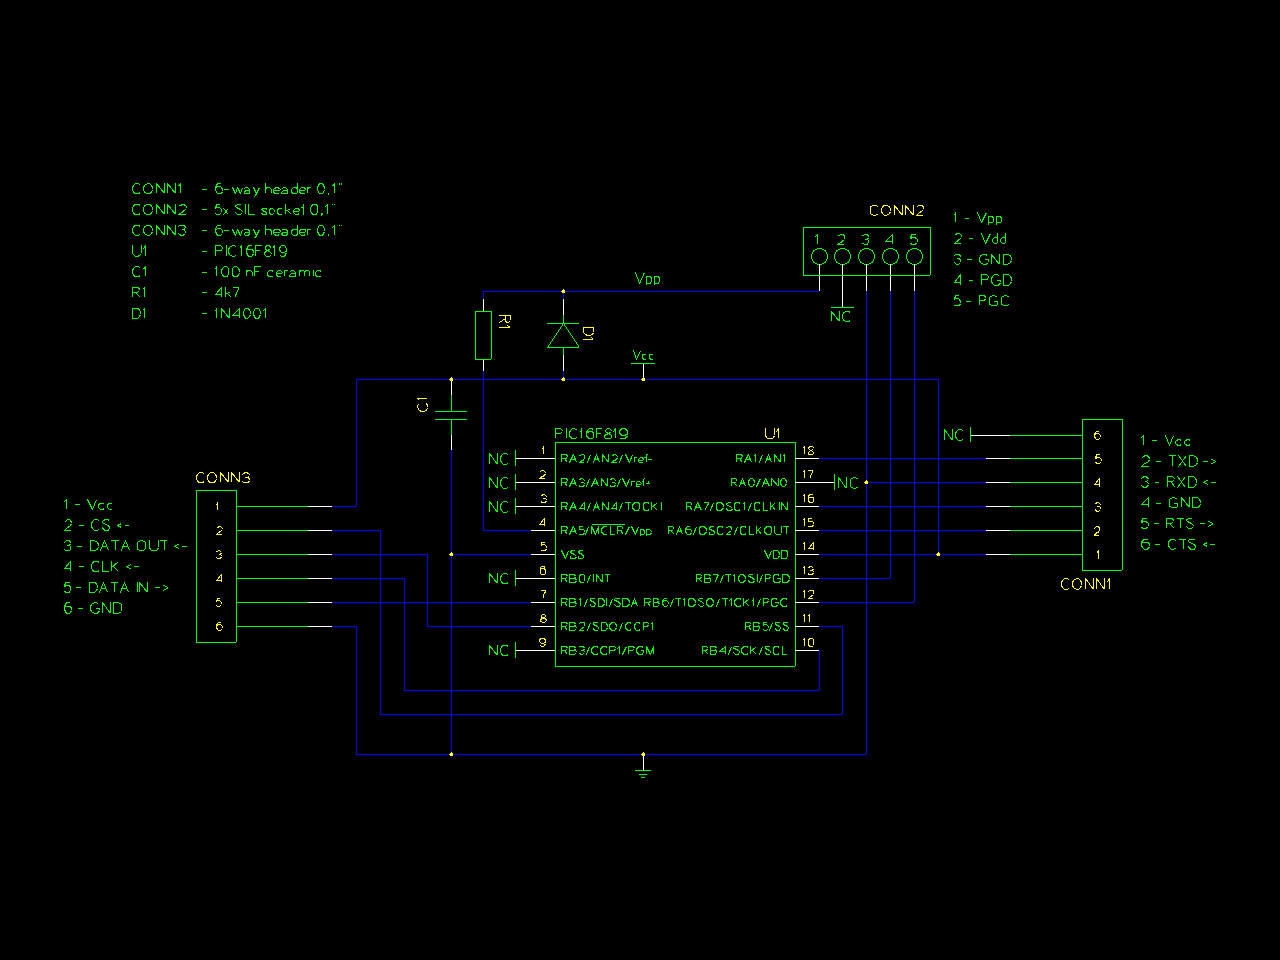 CONN1 - 6-way header 0,1"
CONN2 - 5x SIL socket 0,1"
CONN3 - 6-way header 0,1"
U1 - PIC16F819
C1 - 100 nF ceramic
R1 - 4k7
D1 - 1N4001
CONN2
1 2 3 4 5
1 - Vpp
2 - Vdd
3 - GND
4 - PGD
5 - PGC
NC
Vpp
R1
D1
Vcc
C1
PIC16F819 U1
NC 1 RA2/AN2/Vref-
NC 2 RA3/AN3/Vref+
NC 3 RA4/AN4/TOCK1
4 RA5/MCLR/Vpp
5 VSS
NC 6 RB0/INT
7 RB1/SDI/SDA
8 RB2/SDO/CCP1
NC 9 RB3/CCP1/PGM
RA1/AN1 18
RA0/AN0 17 NC
RA7/OSC1/CLKIN 16
RA6/OSC2/CLKOUT 15
VDD 14
RB7/T1OSI/PGD 13
RB6/T1OSO/T1CK1/PGC 12
RB5/SS 11
RB4/SCK/SCL 10
CONN3
1
2
3
4
5
6
1 - Vcc
2 - CS <-
3 - DATA OUT <-
4 - CLK <-
5 - DATA IN ->
6 - GND
NC
6
5
4
3
2
1
CONN1
1 - Vcc
2 - TXD ->
3 - RXD <-
4 - GND
5 - RTS ->
6 - CTS <-